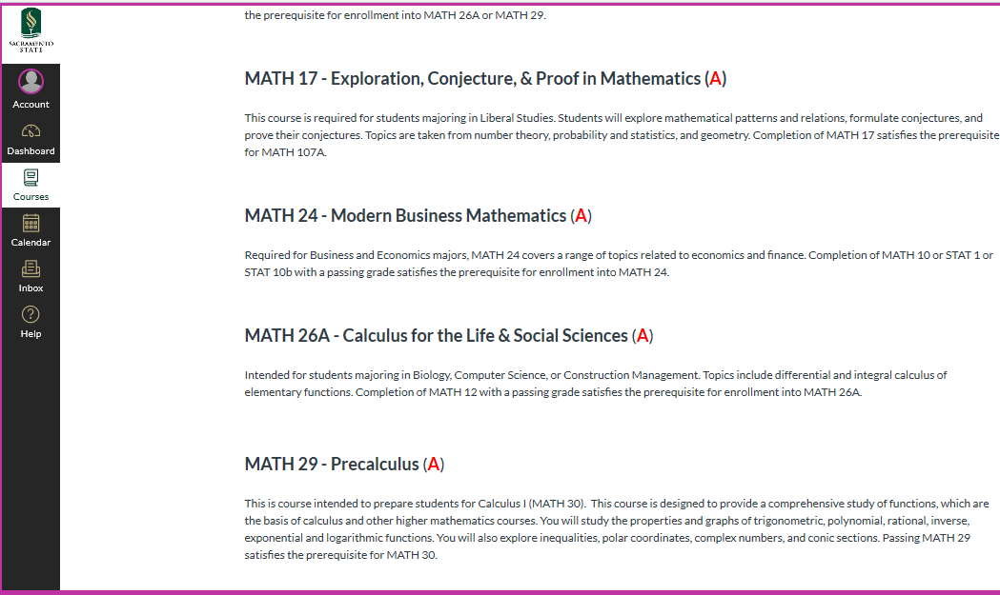 SACRAMENTO
STATE
Account
Dashboard
Courses
Calendar
Inbox
Help
the prerequisite for enrollment into MATH 26A or MATH 29.
MATH 17 - Exploration, Conjecture, & Proof in Mathematics (A)
This course is required for students majoring in Liberal Studies. Students will explore mathematical patterns and relations, formulate conjectures, and
prove their conjectures. Topics are taken from number theory, probability and statistics, and geometry. Completion of MATH 17 satisfies the prerequisite
for MATH 107A.
MATH 24 - Modern Business Mathematics (A)
Required for Business and Economics majors, MATH 24 covers a range of topics related to economics and finance. Completion of MATH 10 or STAT 1 or
STAT 10b with a passing grade satisfies the prerequisite for enrollment into MATH 24.
MATH 26A - Calculus for the Life & Social Sciences (A)
Intended for students majoring in Biology, Computer Science, or Construction Management. Topics include differential and integral calculus of
elementary functions. Completion of MATH 12 with a passing grade satisfies the prerequisite for enrollment into MATH 26A.
MATH 29 - Precalculus (A)
This is course intended to prepare students for Calculus I (MATH 30). This course is designed to provide a comprehensive study of functions, which are
the basis of calculus and other higher mathematics courses. You will study the properties and graphs of trigonometric, polynomial, rational, inverse,
exponential and logarithmic functions. You will also explore inequalities, polar coordinates, complex numbers, and conic sections. Passing MATH 29
satisfies the prerequisite for MATH 30.